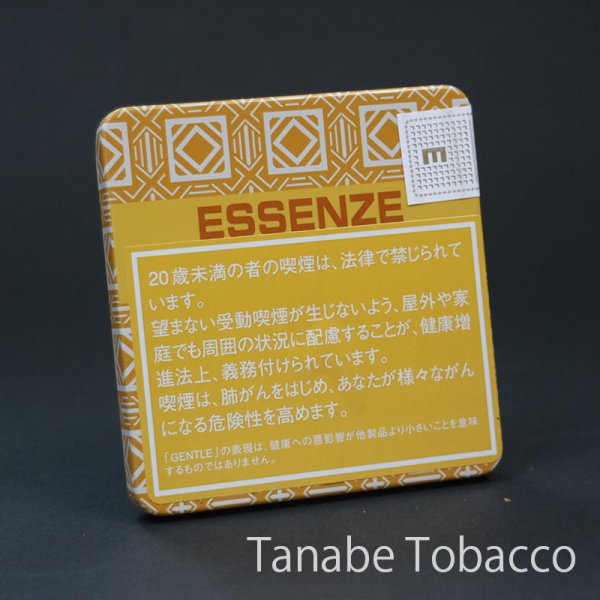 m
ESSENZE
20歳未満の者の喫煙は、法律で禁じられて
います。
望まない受動喫煙が生じないよう、屋外や家
庭でも周囲の状況に配慮することが、健康増
進法上、義務付けられています。
喫煙は、肺がんをはじめ、あなたが様々ながん
になる危険性を高めます。
「GENTLE」の表現は、健康への悪影響が他製品より小さいことを意味
するものではありません。
Tanabe Tobacco